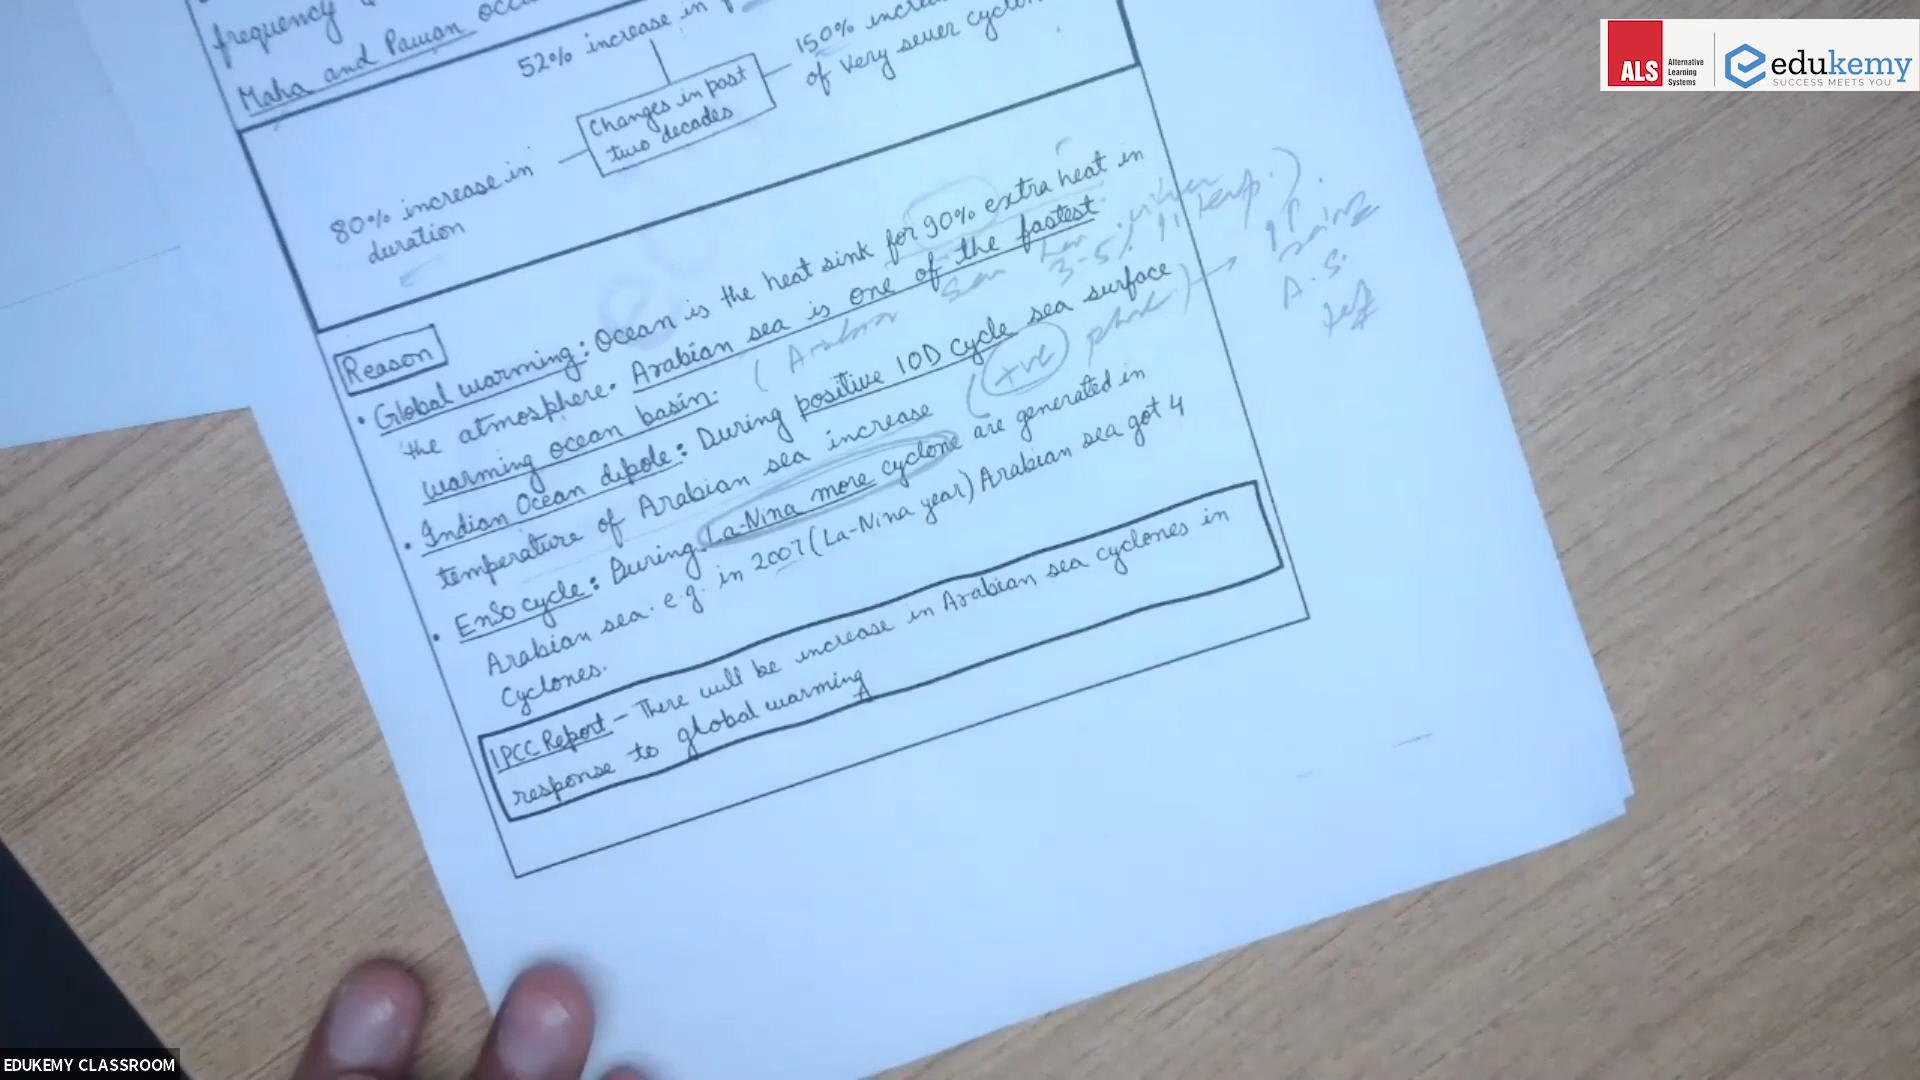 frequency
Maha and Pawan
52% increase in
150%
of very sever
Changes in past
two decades
80% increase in
duration
Reason
• Global warming: Ocean is the heat sink for 90% extra heat in
the atmosphere. Arabian sea is one of the fastest
warming ocean basin.
• Indian Ocean dipole: During positive IOD cycle sea surface
temperature of Arabian sea increase
(+ve
• EnSO cycle: During La-Nina more cyclone are generated in
Arabian sea. e.g. in 2007 (La-Nina year) Arabian sea got 4
cyclones.
IPCC Report - There will be increase in Arabian sea cyclones in
response to global warming
ALS
Alternative
Learning
Systems
edukemy
SUCCESS MEETS YOU
EDUKEMY CLASSROOM